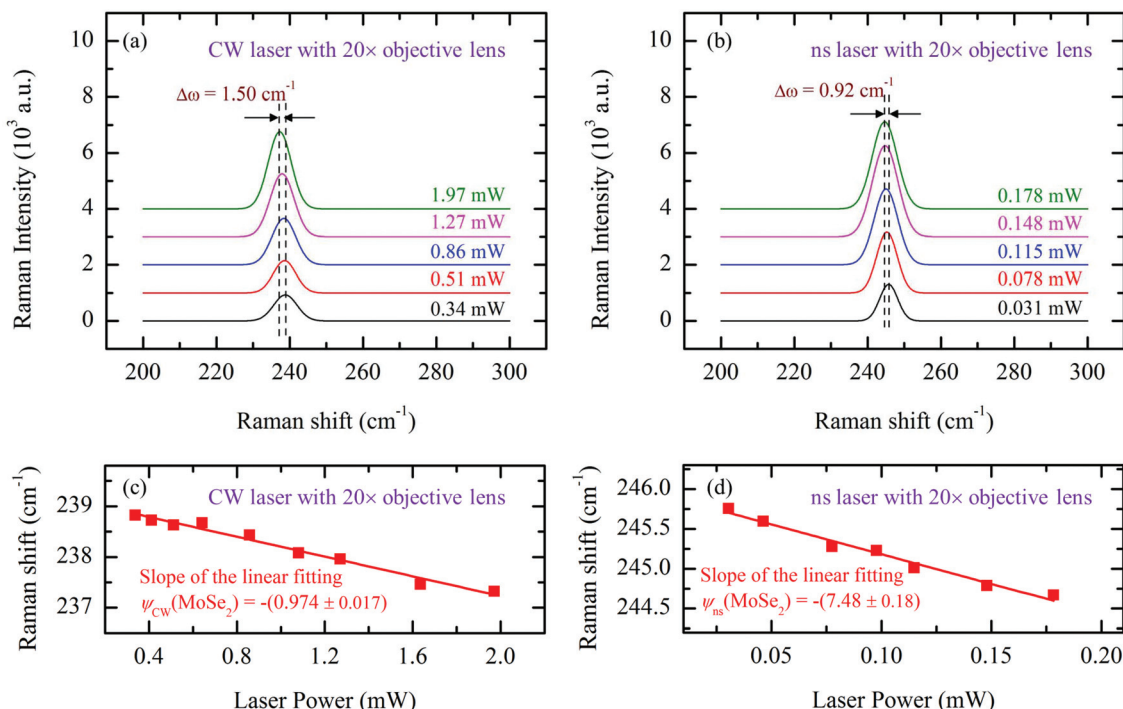 (a)
CW laser with 20× objective lens
Δω = 1.50 cm⁻¹
1.97 mW
1.27 mW
0.86 mW
0.51 mW
0.34 mW
10
8
6
4
2
0
Raman Intensity (10³ a.u.)
200 220 240 260 280 300
Raman shift (cm⁻¹)
(b)
ns laser with 20× objective lens
Δω = 0.92 cm⁻¹
0.178 mW
0.148 mW
0.115 mW
0.078 mW
0.031 mW
10
8
6
4
2
0
Raman Intensity (10³ a.u.)
200 220 240 260 280 300
Raman shift (cm⁻¹)
(c)
CW laser with 20× objective lens
Slope of the linear fitting
ψ_CW(MoSe₂) = -(0.974 ± 0.017)
239
238
237
Raman shift (cm⁻¹)
0.4 0.8 1.2 1.6 2.0
Laser Power (mW)
(d)
ns laser with 20× objective lens
Slope of the linear fitting
ψ_ns(MoSe₂) = -(7.48 ± 0.18)
246.0
245.5
245.0
244.5
Raman shift (cm⁻¹)
0.05 0.10 0.15 0.20
Laser Power (mW)